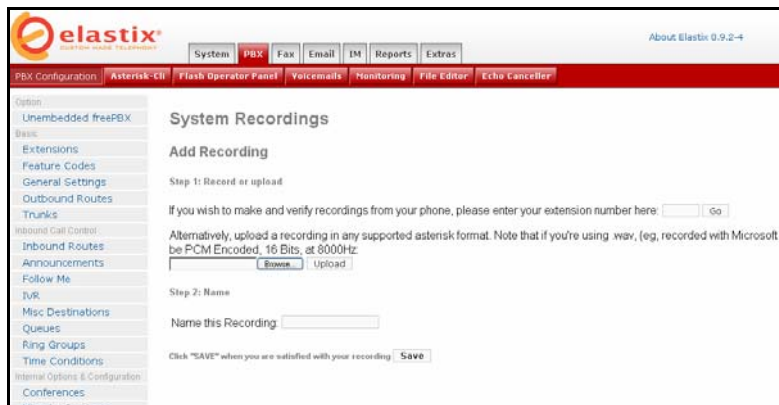 elastix
CUSTOM MADE TELEPHONY
About Elastix 0.9.2-4
System PBX Fax Email IM Reports Extras
PBX Configuration Asterisk-Cli Flash Operator Panel Voicemails Monitoring File Editor Echo Canceller
Option
Unembedded freePBX
Basic
Extensions
Feature Codes
General Settings
Outbound Routes
Trunks
Inbound Call Control
Inbound Routes
Announcements
Follow Me
IVR
Misc Destinations
Queues
Ring Groups
Time Conditions
Internal Options & Configuration
Conferences
System Recordings
Add Recording
Step 1: Record or upload
If you wish to make and verify recordings from your phone, please enter your extension number here: Go
Alternatively, upload a recording in any supported asterisk format. Note that if you're using .wav, (eg, recorded with Microsoft
be PCM Encoded, 16 Bits, at 8000Hz:
Browse... Upload
Step 2: Name
Name this Recording:
Click "SAVE" when you are satisfied with your recording Save